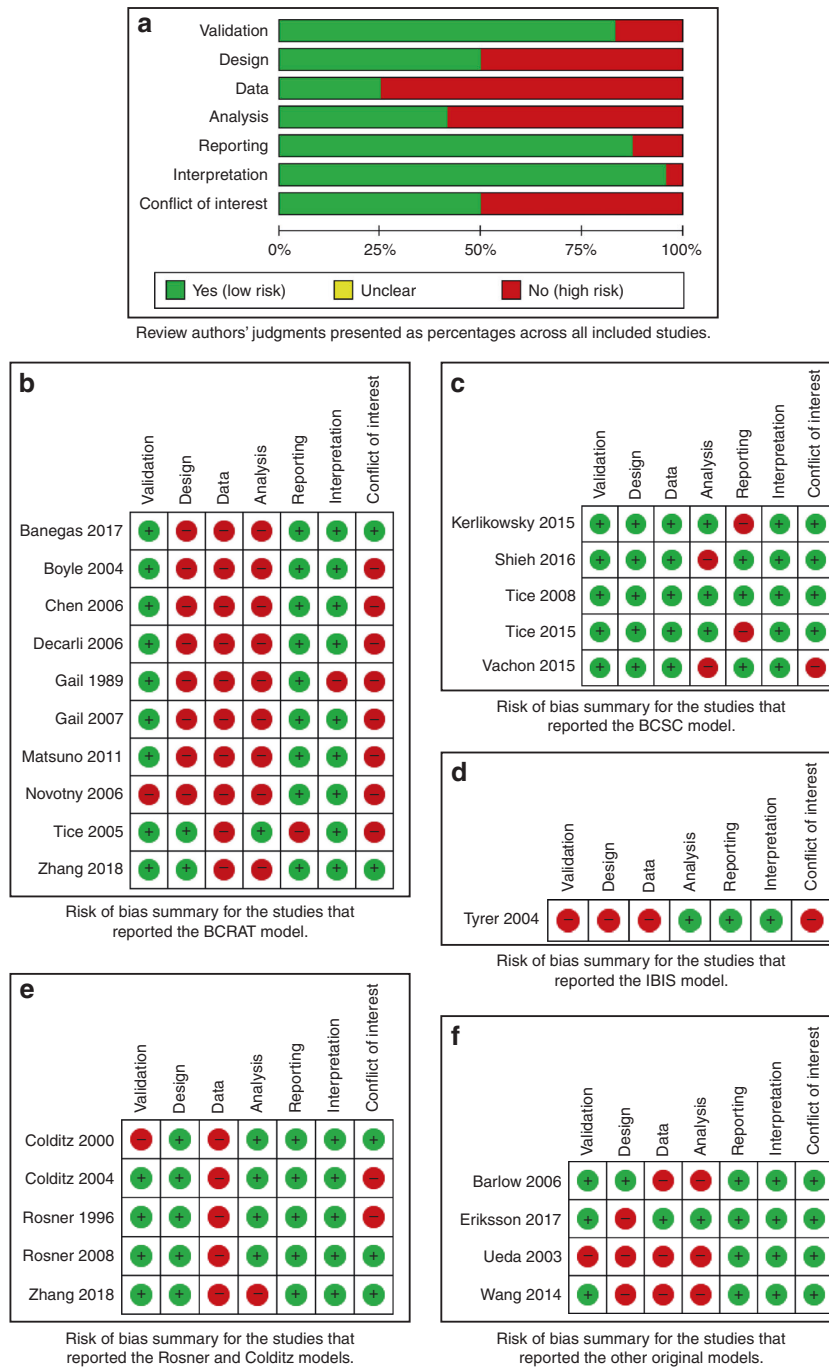 a
Validation
Design
Data
Analysis
Reporting
Interpretation
Conflict of interest
0% 25% 50% 75% 100%
Yes (low risk) Unclear No (high risk)
Review authors' judgments presented as percentages across all included studies.
b
Validation Design Data Analysis Reporting Interpretation Conflict of interest
Banegas 2017 + − − − + + +
Boyle 2004 + − − − + + −
Chen 2006 + − − − + + −
Decarli 2006 + − − − + + −
Gail 1989 + − − − + − −
Gail 2007 + − − − + + −
Matsuno 2011 + − − − + + −
Novotny 2006 − − − − + + −
Tice 2005 + + − + − + −
Zhang 2018 + + − − + + +
Risk of bias summary for the studies that
reported the BCRAT model.
c
Validation Design Data Analysis Reporting Interpretation Conflict of interest
Kerlikowsky 2015 + + + + − + +
Shieh 2016 + + + − + + +
Tice 2008 + + + + + + +
Tice 2015 + + + + − + +
Vachon 2015 + + + − + + −
Risk of bias summary for the studies that
reported the BCSC model.
d
Validation Design Data Analysis Reporting Interpretation Conflict of interest
Tyrer 2004 − − − + + + −
Risk of bias summary for the studies that
reported the IBIS model.
e
Validation Design Data Analysis Reporting Interpretation Conflict of interest
Colditz 2000 − + − + + + +
Colditz 2004 + + − + + + −
Rosner 1996 + + − + + + −
Rosner 2008 + + − + + + +
Zhang 2018 + + − − + + +
Risk of bias summary for the studies that
reported the Rosner and Colditz models.
f
Validation Design Data Analysis Reporting Interpretation Conflict of interest
Barlow 2006 + + − − + + +
Eriksson 2017 + − + + + + +
Ueda 2003 − − − − + + +
Wang 2014 + − − − + + +
Risk of bias summary for the studies that
reported the other original models.